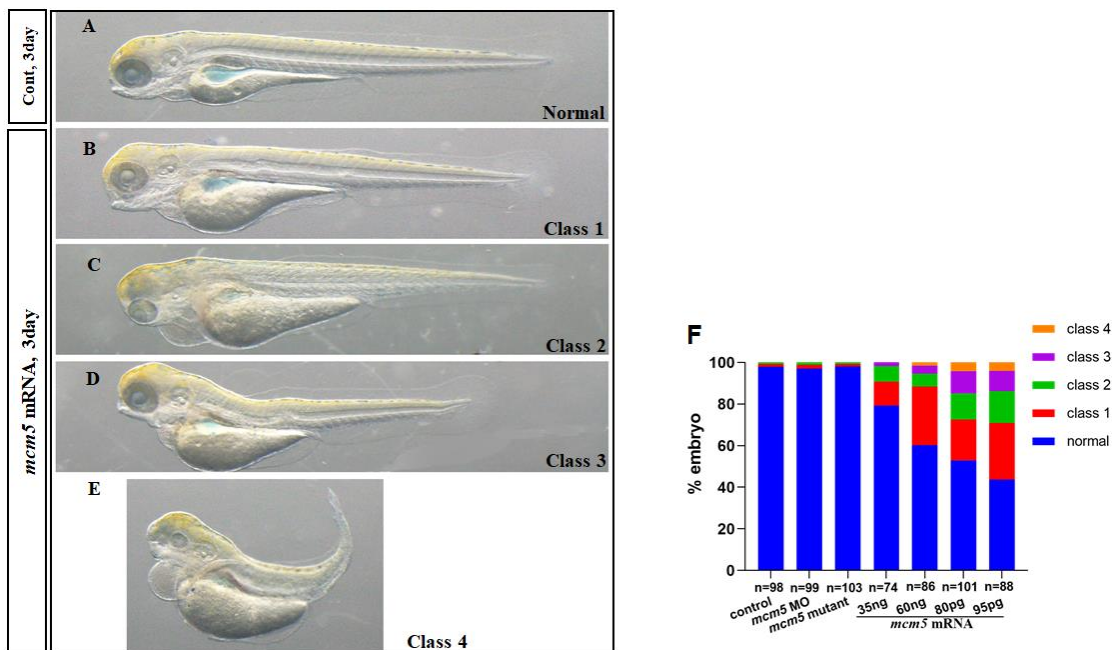 Cont, 3day
A
Normal
mcm5 mRNA, 3day
B
Class 1
C
Class 2
D
Class 3
E
Class 4
F
class 4
class 3
class 2
class 1
normal
% embryo
100
80
60
40
20
0
n=98 n=99 n=103 n=74 n=86 n=101 n=88
control mcm5 MO mcm5 mutant 35ng 60ng 80pg 95pg
mcm5 mRNA